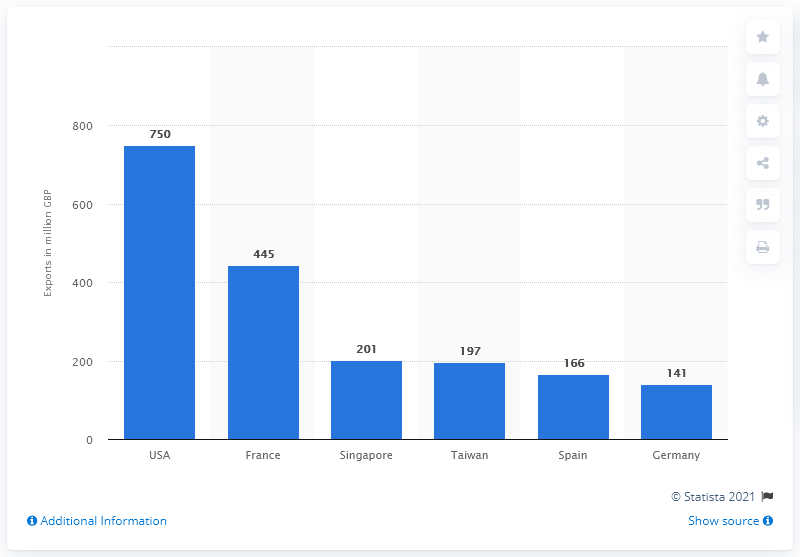 800
600
400
200
0
Exports in million GBP
750
445
201
197
166
141
USA
France
Singapore
Taiwan
Spain
Germany
© Statista 2021
Additional Information
Show source